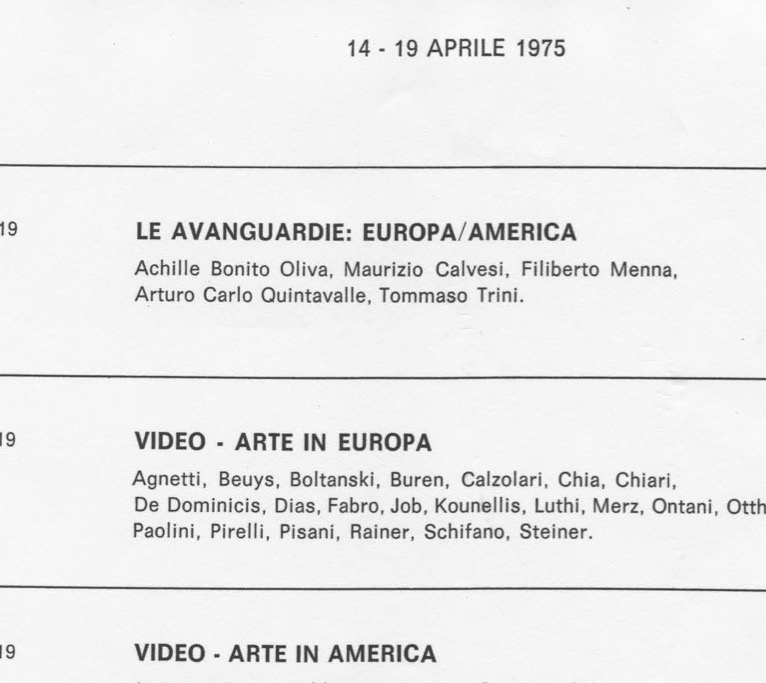 14 - 19 APRILE 1975
19
LE AVANGUARDIE: EUROPA/AMERICA
Achille Bonito Oliva, Maurizio Calvesi, Filiberto Menna,
Arturo Carlo Quintavalle, Tommaso Trini.
19
VIDEO - ARTE IN EUROPA
Agnetti, Beuys, Boltanski, Buren, Calzolari, Chia, Chiari,
De Dominicis, Dias, Fabro, Job, Kounellis, Luthi, Merz, Ontani,
Paolini, Pirelli, Pisani, Rainer, Schifano, Steiner.
19
VIDEO - ARTE IN AMERICA